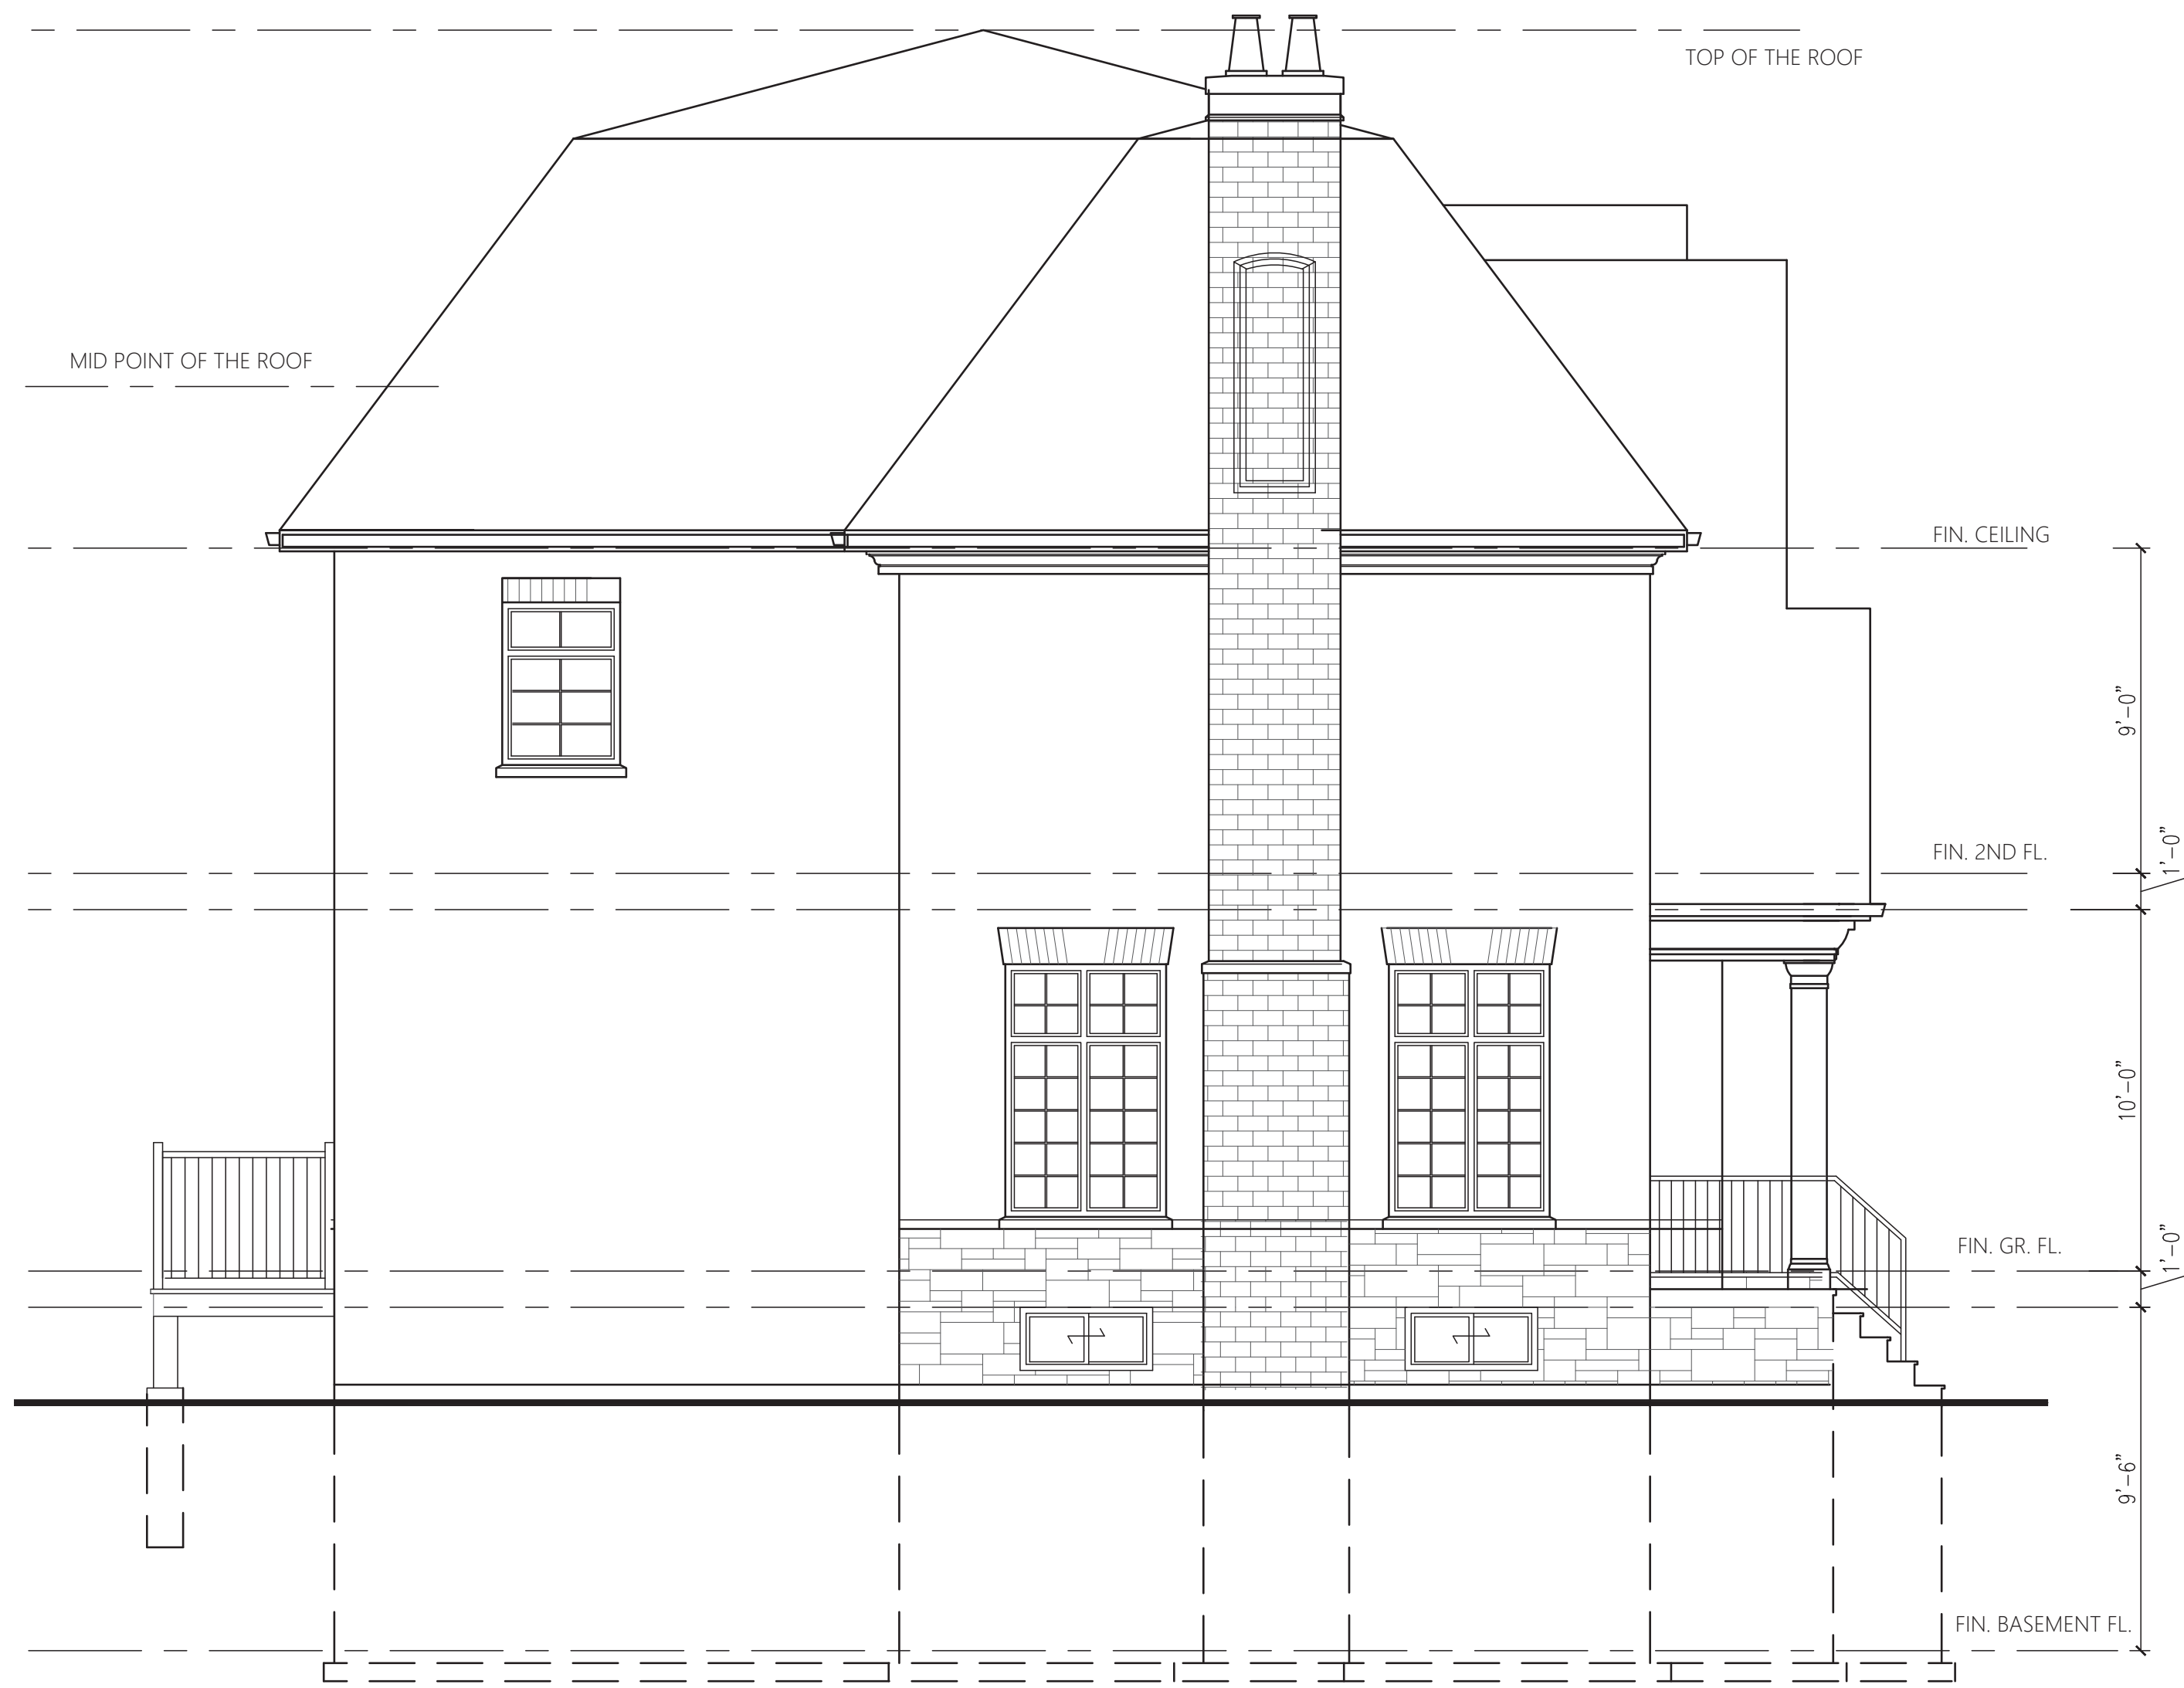 TOP OF THE ROOF
MID POINT OF THE ROOF
FIN. CEILING
9'-0"
1'-0"
FIN. 2ND FL.
10'-0"
1'-0"
FIN. GR. FL.
9'-6"
FIN. BASEMENT FL.